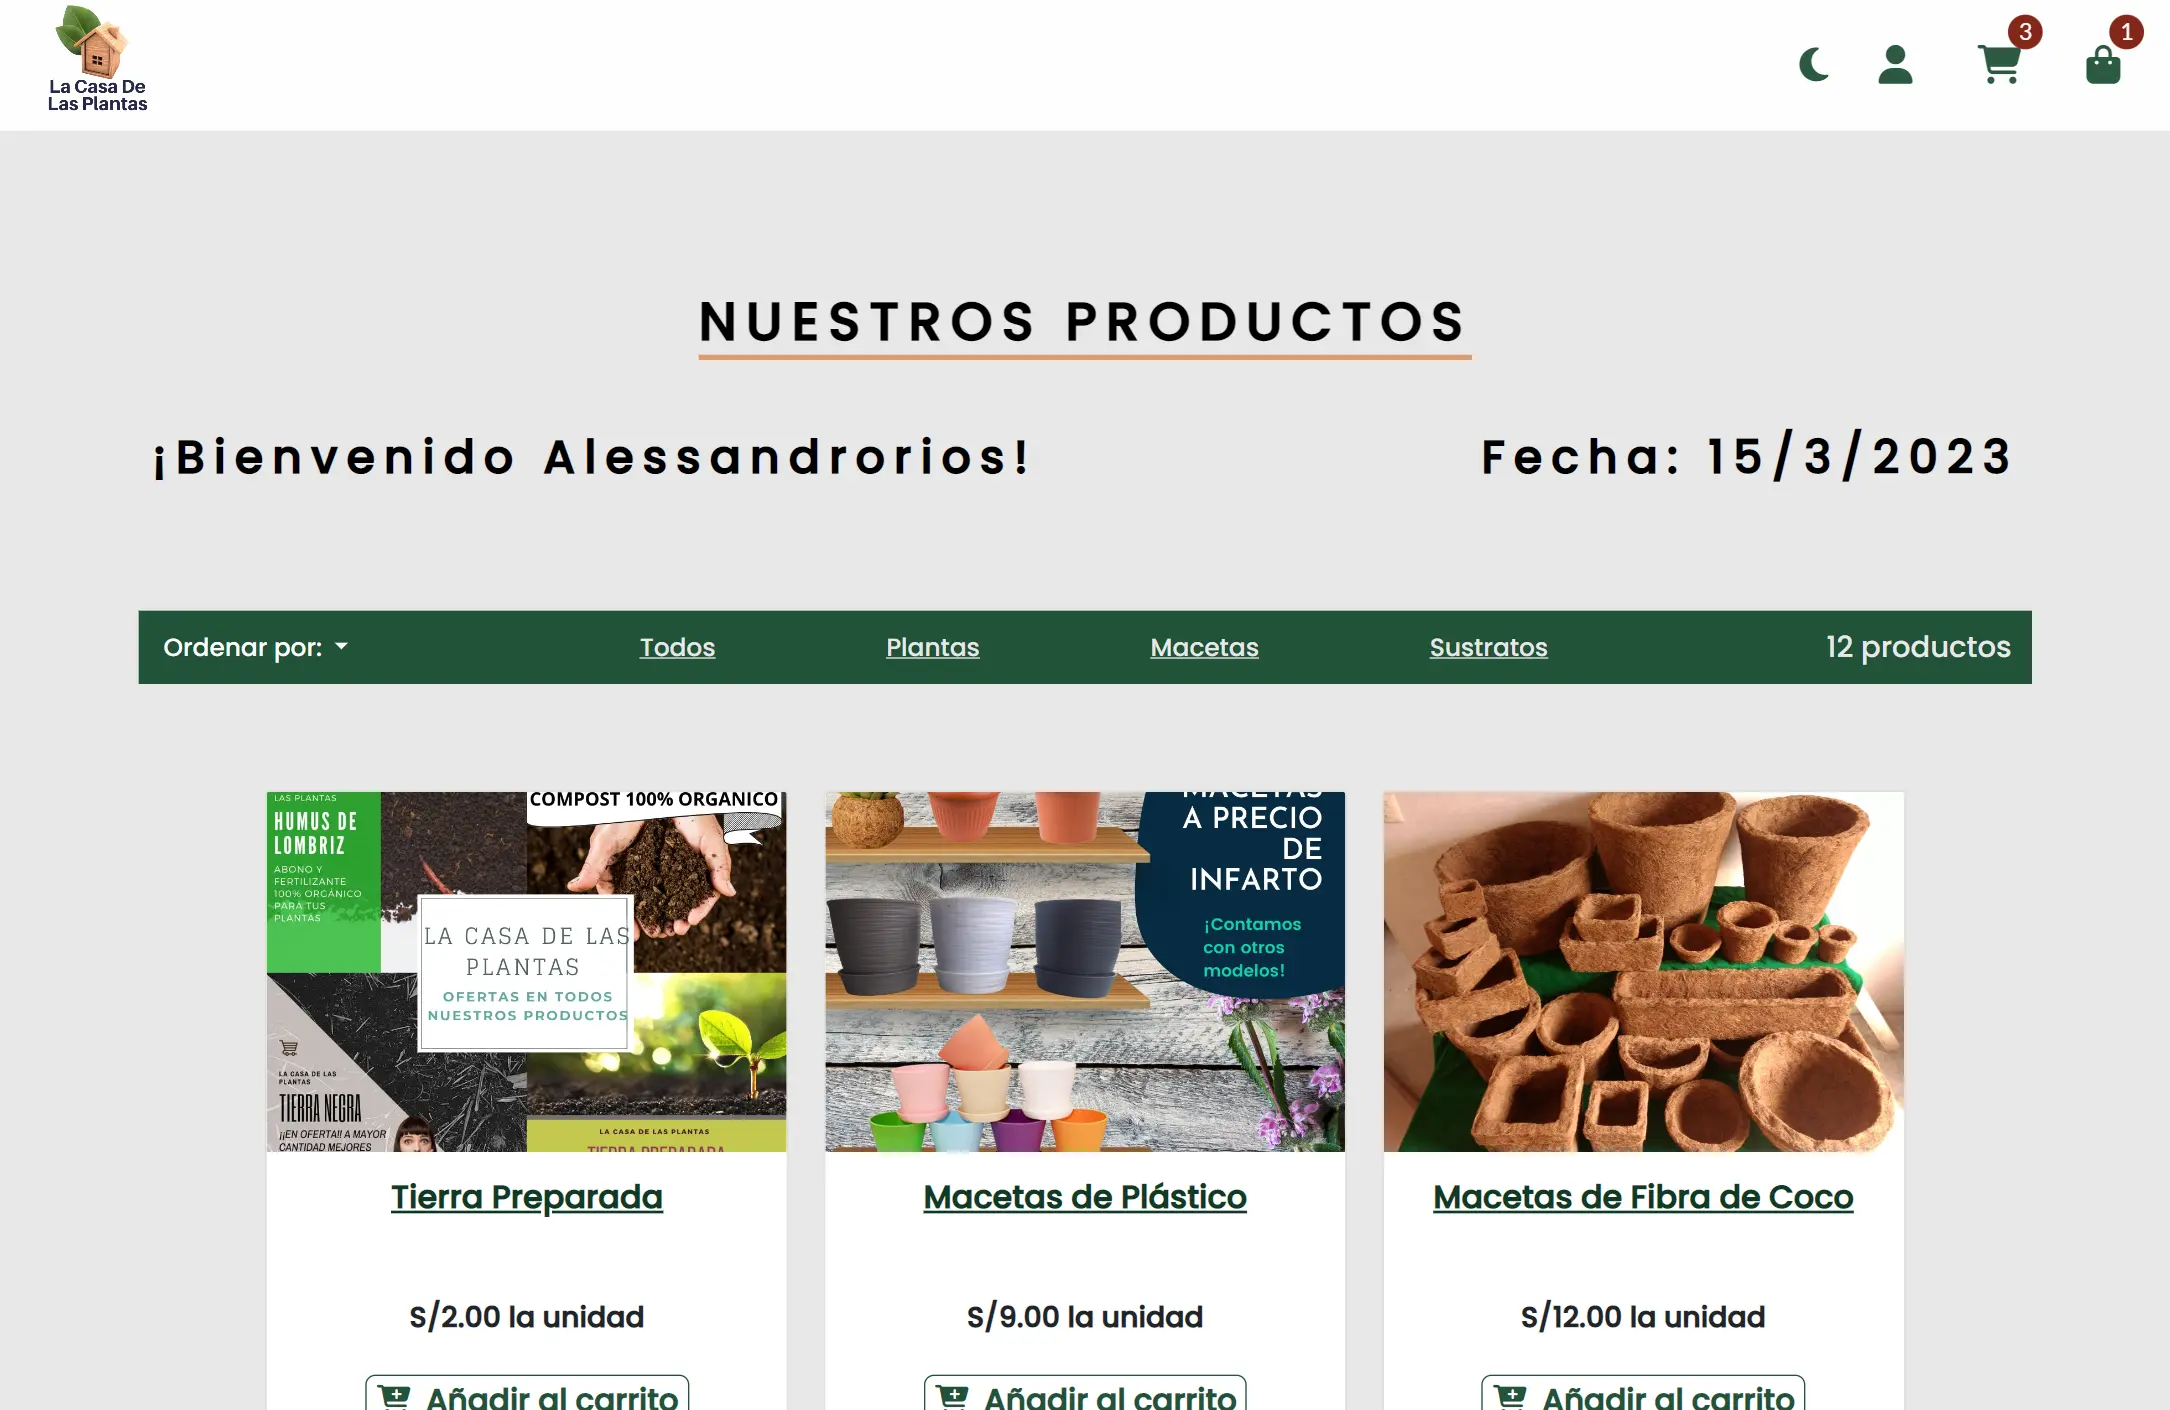 La Casa De
Las Plantas
3
1
NUESTROS PRODUCTOS
¡Bienvenido Alessandrorios!
Fecha: 15/3/2023
Ordenar por:
Todos
Plantas
Macetas
Sustratos
12 productos
LAS PLANTAS
HUMUS DE
LOMBRIZ
ABONO Y
FERTILIZANTE
100% ORGÁNICO
PARA TUS
PLANTAS
COMPOST 100% ORGANICO
LA CASA DE LAS
PLANTAS
OFERTAS EN TODOS
NUESTROS PRODUCTOS
LA CASA DE LAS
PLANTAS
TIERRA NEGRA
¡¡EN OFERTA!! A MAYOR
CANTIDAD MEJORES
LA CASA DE LAS PLANTAS
TIERRA PREPARADA
MACETAS
A PRECIO
DE
INFARTO
¡Contamos
con otros
modelos!
Tierra Preparada
Macetas de Plástico
Macetas de Fibra de Coco
S/2.00 la unidad
S/9.00 la unidad
S/12.00 la unidad
Añadir al carrito
Añadir al carrito
Añadir al carrito